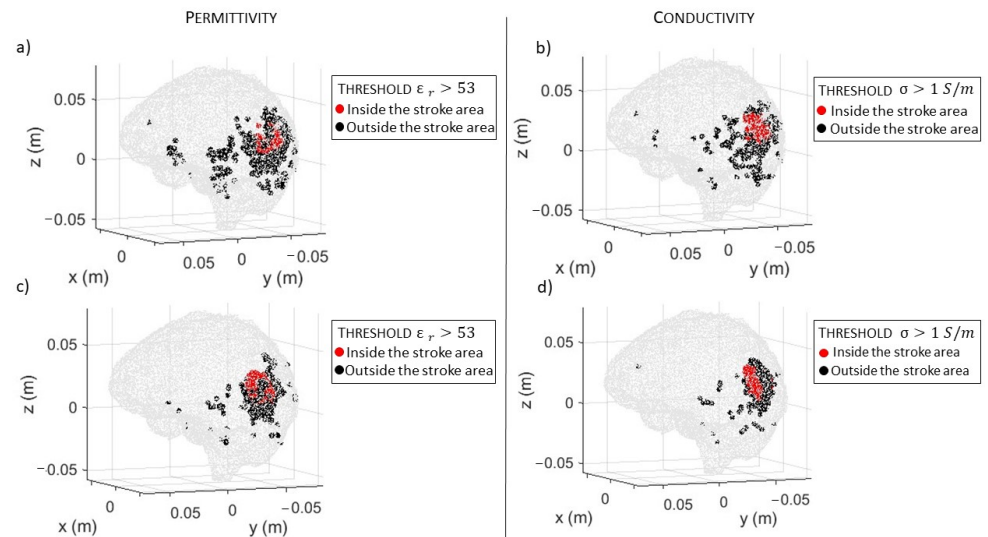 PERMITTIVITY
CONDUCTIVITY
a)
THRESHOLD ε r > 53
Inside the stroke area
Outside the stroke area
0.05
0
−0.05
z (m)
0
x (m)
0.05
0
−0.05
y (m)
b)
THRESHOLD σ > 1 S/m
Inside the stroke area
Outside the stroke area
0.05
0
−0.05
z (m)
0
x (m)
0.05
0
−0.05
y (m)
c)
THRESHOLD ε r > 53
Inside the stroke area
Outside the stroke area
0.05
0
−0.05
z (m)
0
x (m)
0.05
0
−0.05
y (m)
d)
THRESHOLD σ > 1 S/m
Inside the stroke area
Outside the stroke area
0.05
0
−0.05
z (m)
0
x (m)
0.05
0
−0.05
y (m)